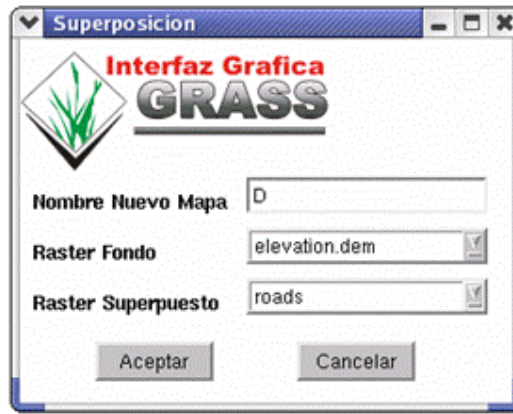 Superposicion
Interfaz Grafica
GRASS
Nombre Nuevo Mapa D
Raster Fondo elevation.dem
Raster Superpuesto roads
Aceptar Cancelar